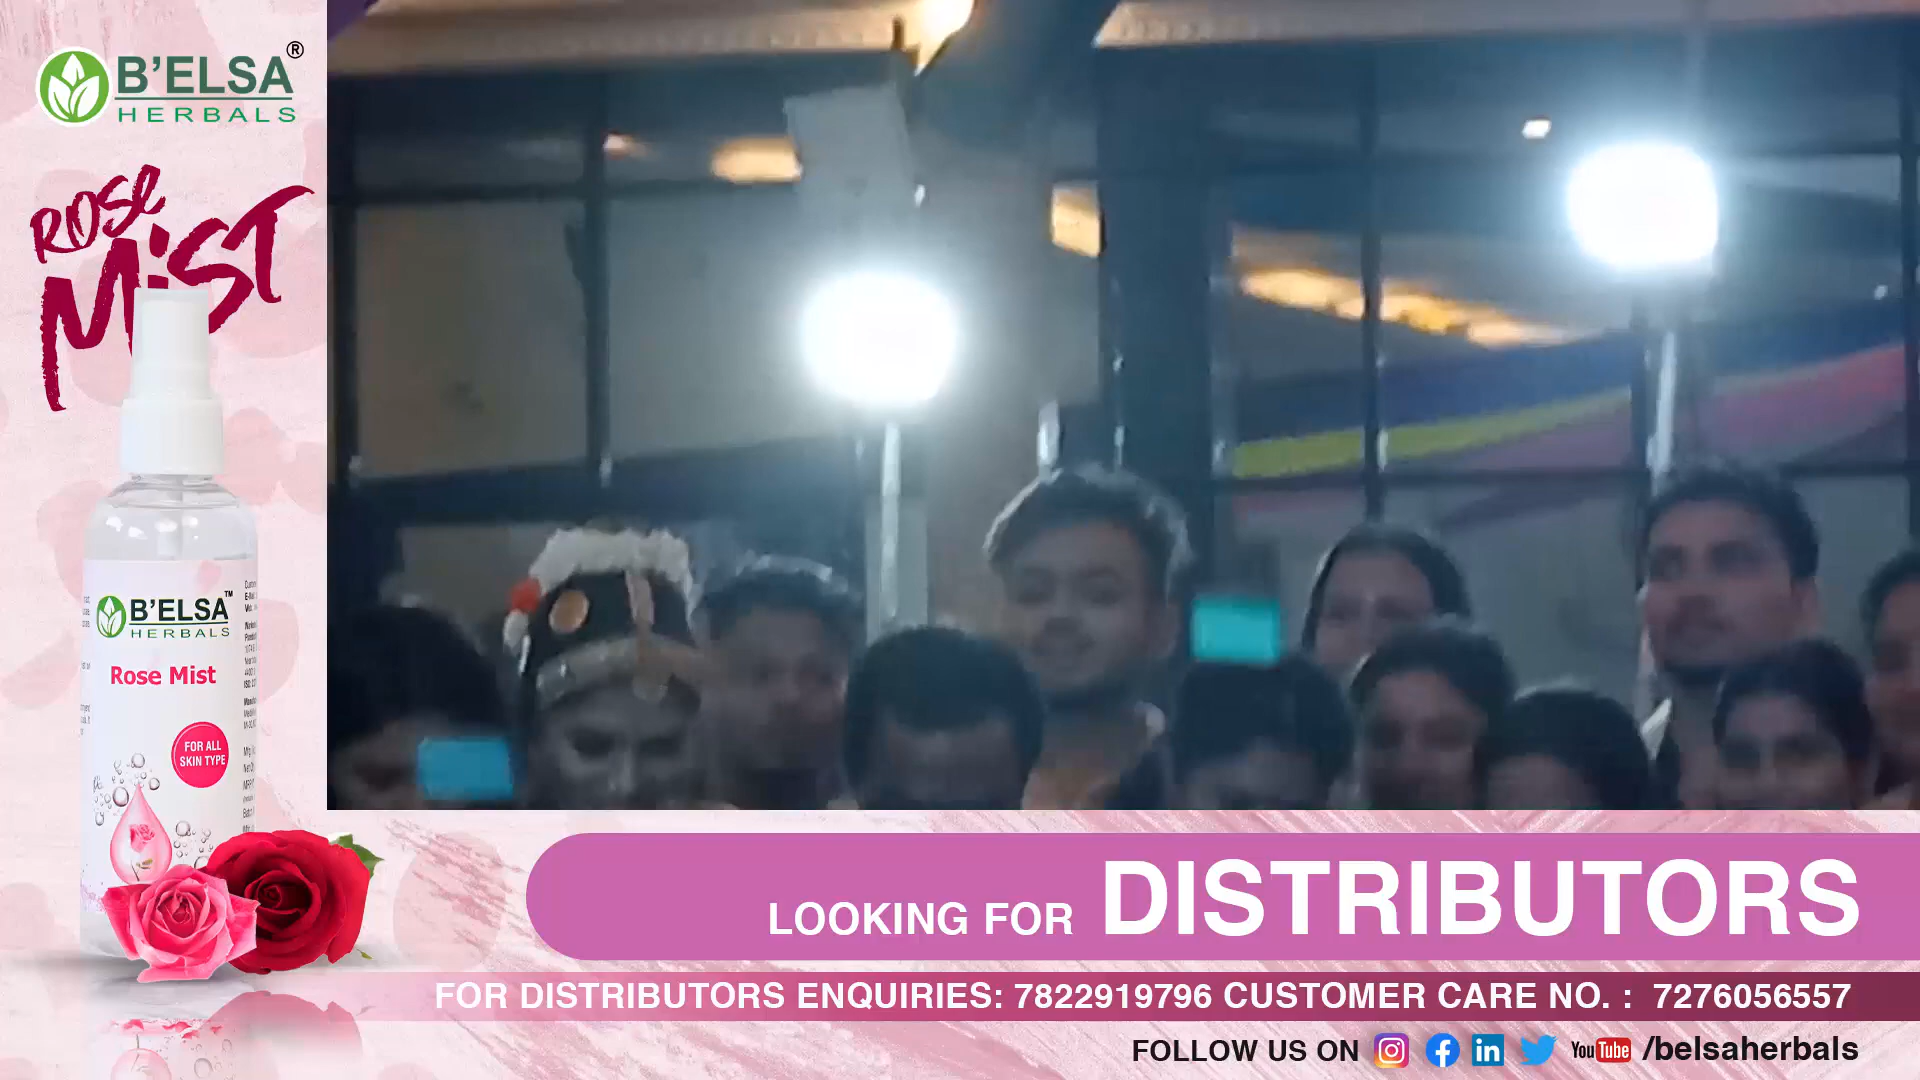 B'ELSA®
HERBALS
ROSE
MIST
B'ELSA™
HERBALS
Rose Mist
FOR ALL
SKIN TYPE
LOOKING FOR DISTRIBUTORS
FOR DISTRIBUTORS ENQUIRIES: 7822919796 CUSTOMER CARE NO. : 7276056557
FOLLOW US ON YouTube /belsaherbals